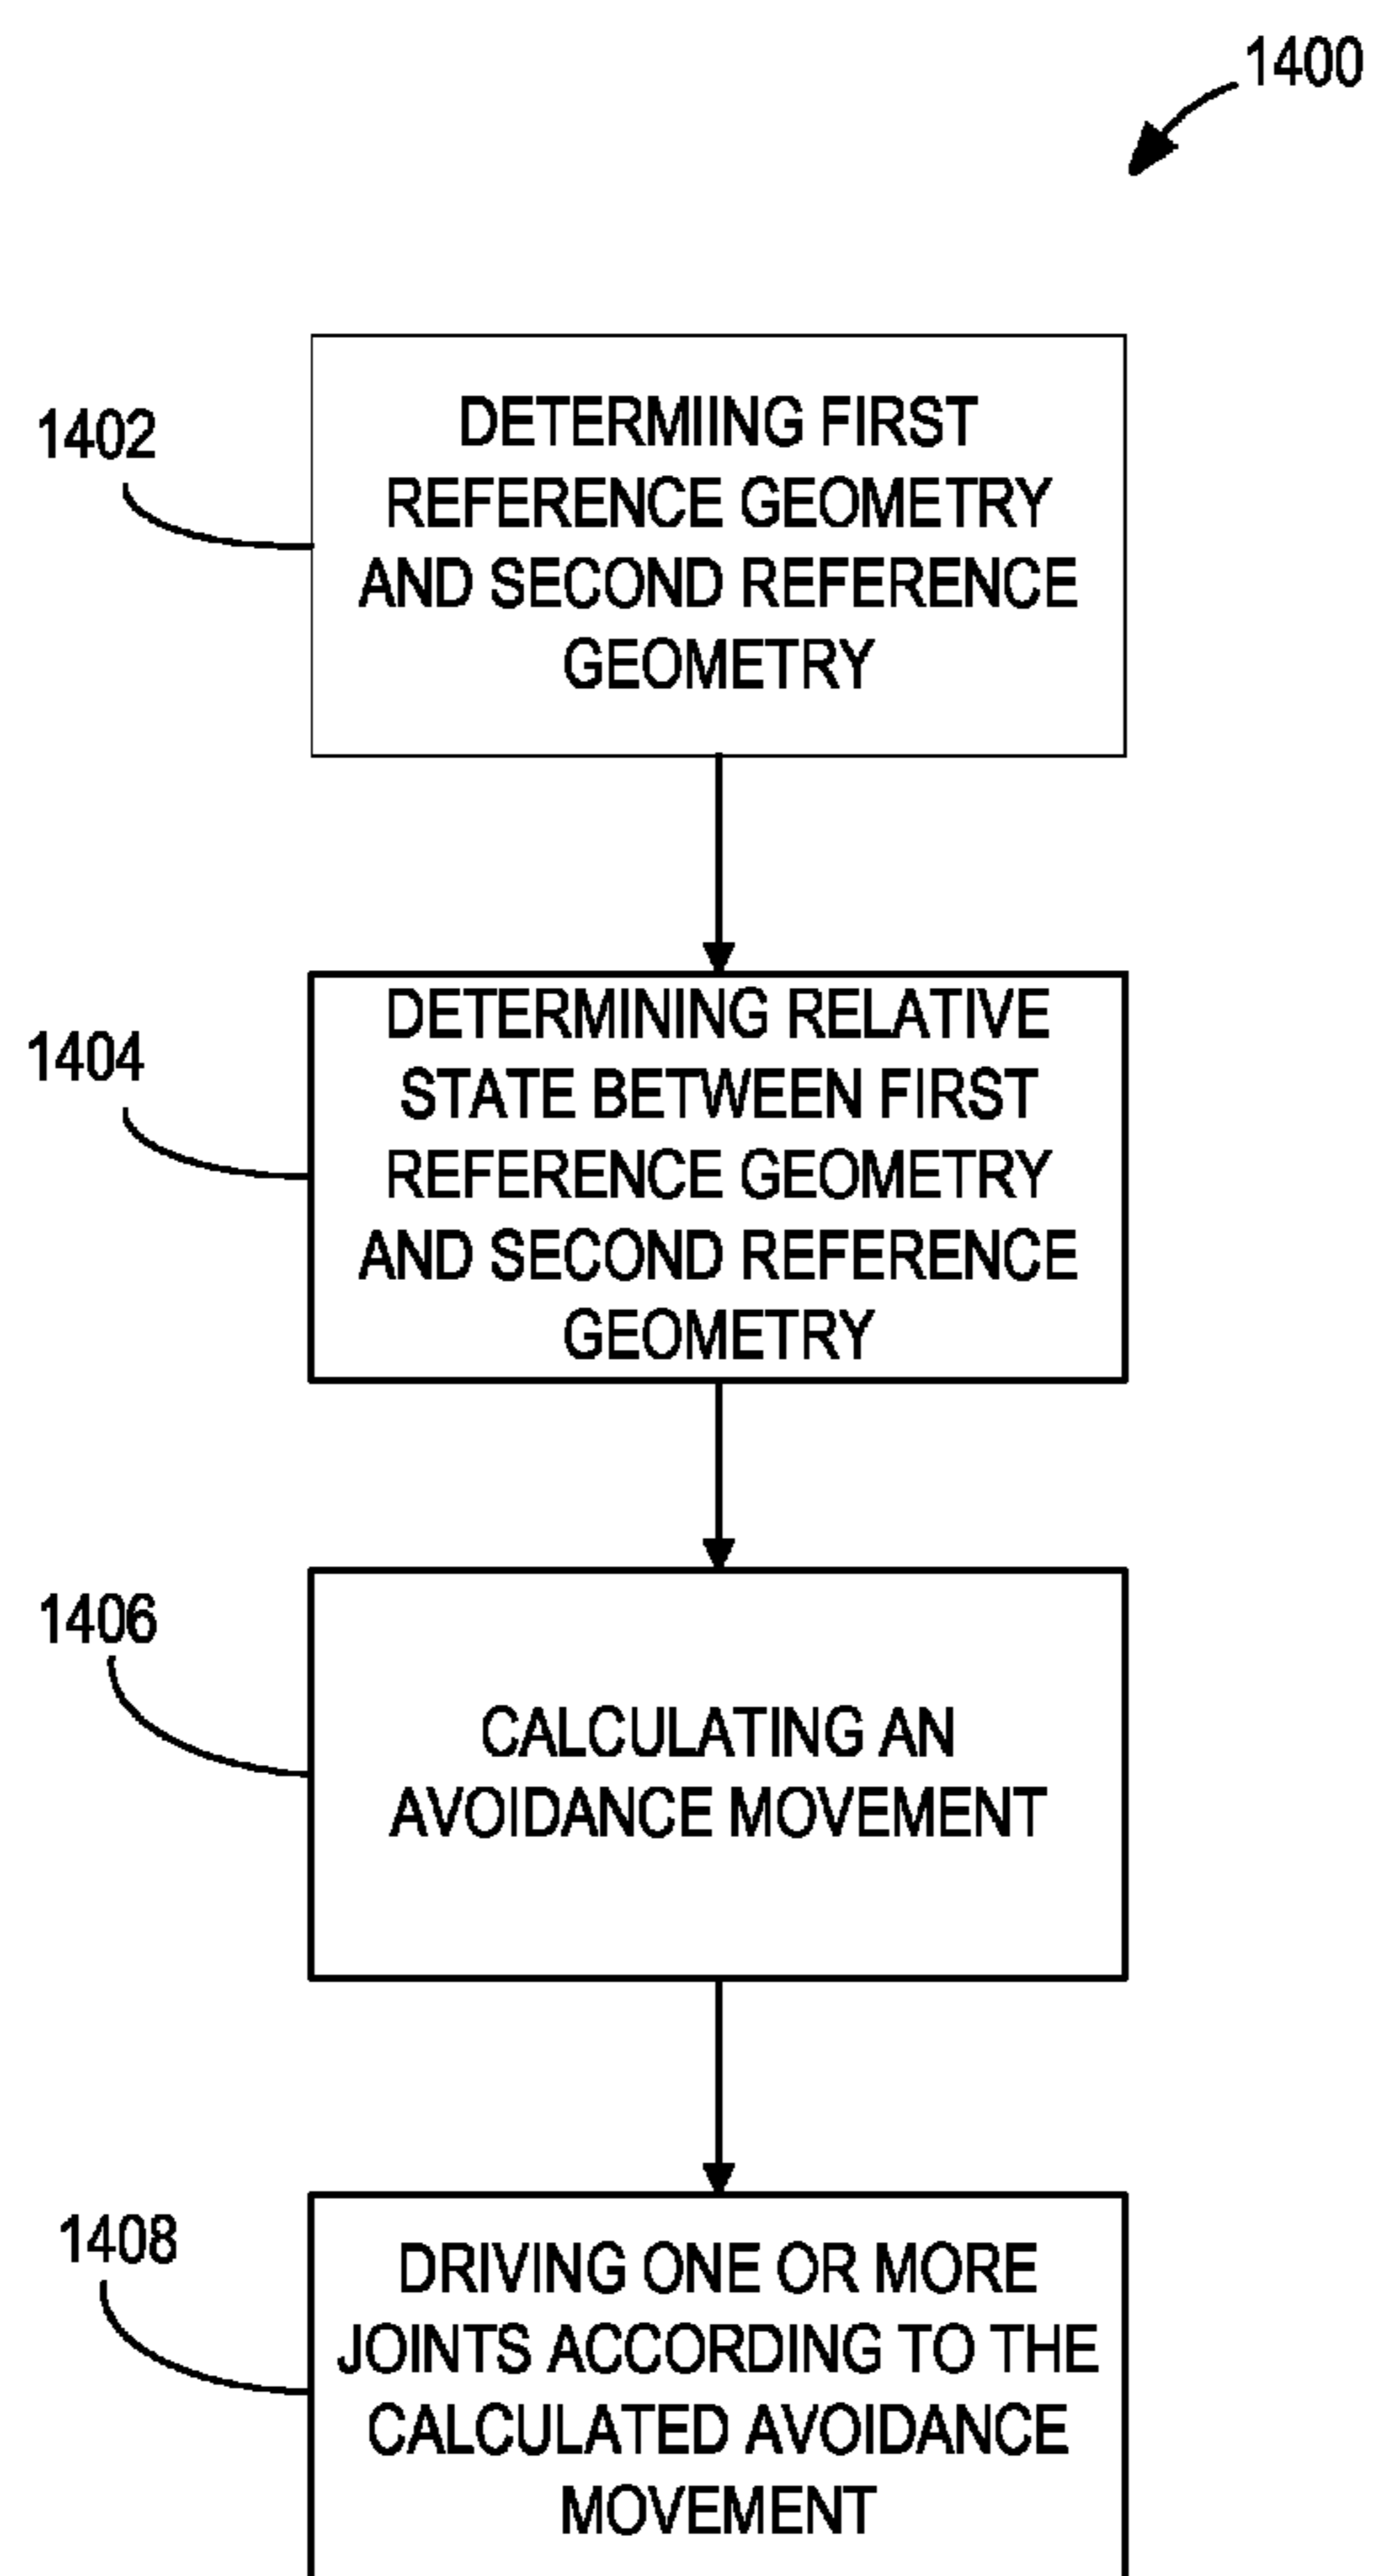 1400
1402
DETERMIING FIRST
REFERENCE GEOMETRY
AND SECOND REFERENCE
GEOMETRY
1404
DETERMINING RELATIVE
STATE BETWEEN FIRST
REFERENCE GEOMETRY
AND SECOND REFERENCE
GEOMETRY
1406
CALCULATING AN
AVOIDANCE MOVEMENT
1408
DRIVING ONE OR MORE
JOINTS ACCORDING TO THE
CALCULATED AVOIDANCE
MOVEMENT